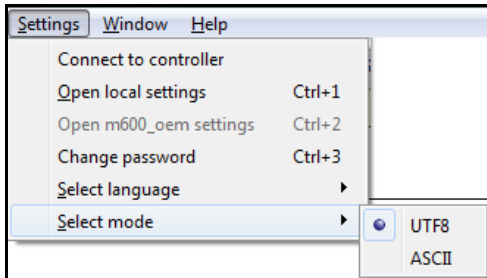 Settings Window Help
Connect to controller
Open local settings Ctrl+1
Open m600_oem settings Ctrl+2
Change password Ctrl+3
Select language
Select mode
UTF8
ASCII